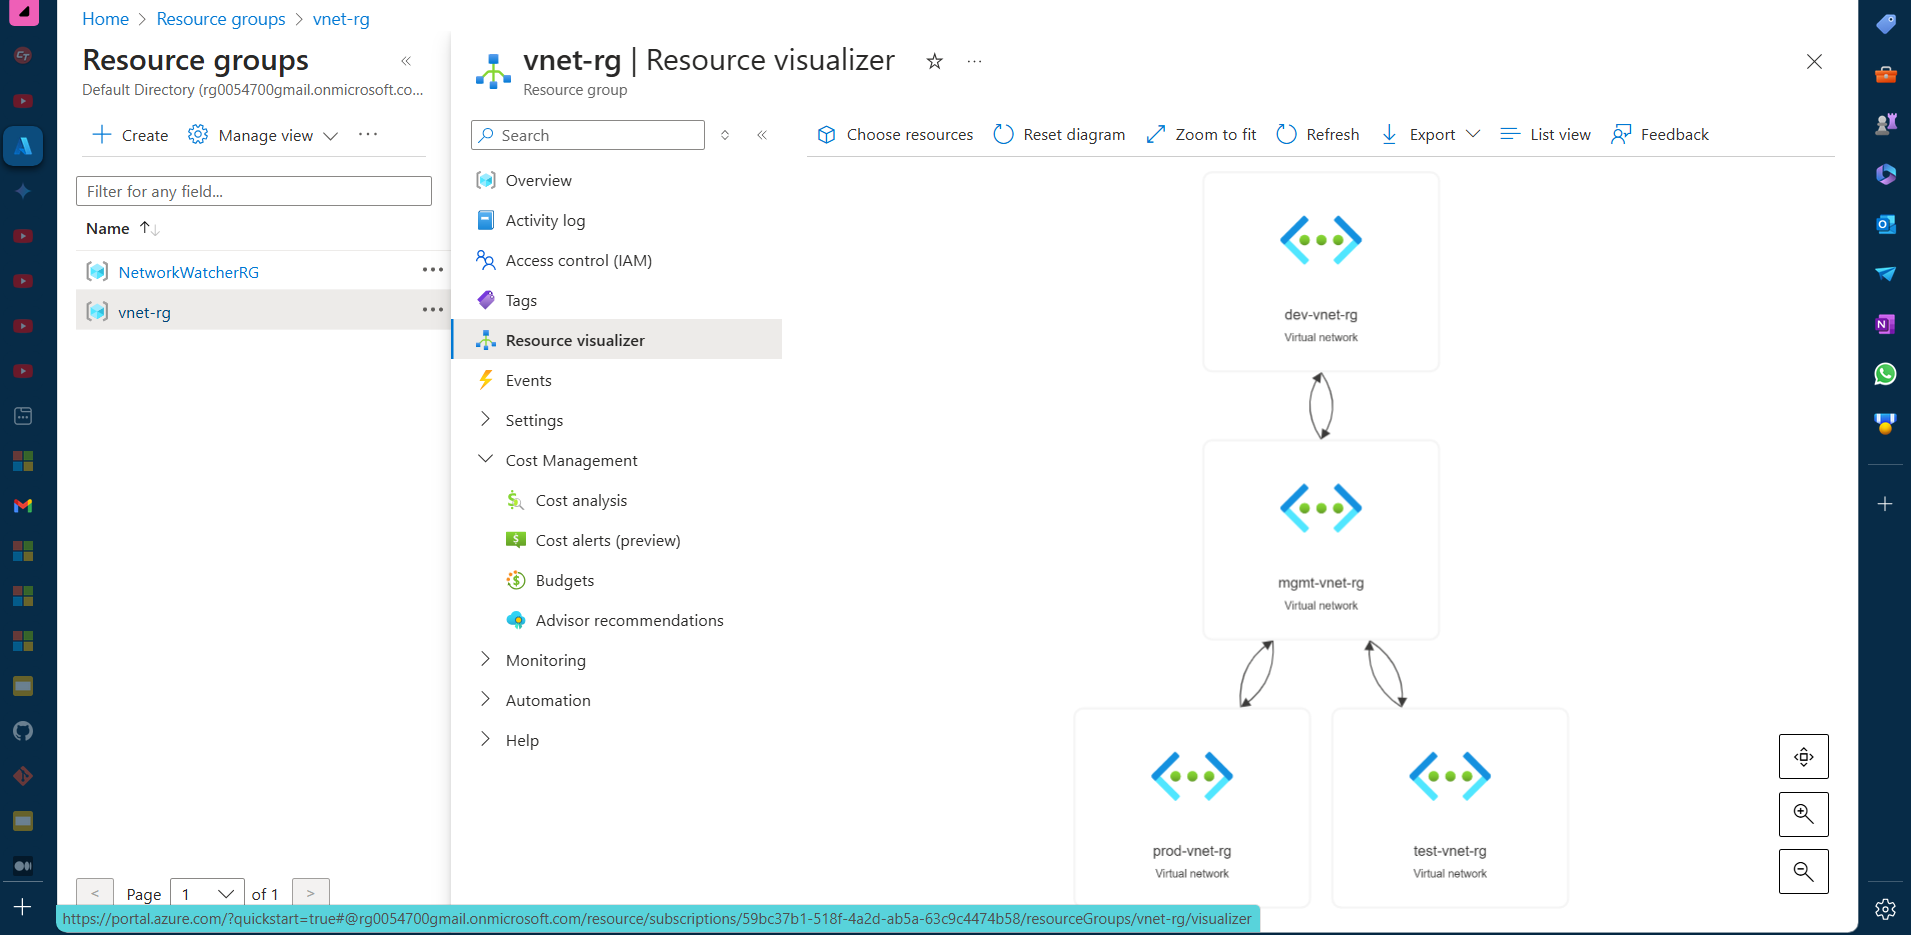 Home > Resource groups > vnet-rg
Resource groups
Default Directory (rg0054700gmail.onmicrosoft.co...
Create Manage view
Filter for any field...
Name
NetworkWatcherRG
vnet-rg
< Page 1 of 1 >
vnet-rg | Resource visualizer
Resource group
Search
Overview
Activity log
Access control (IAM)
Tags
Resource visualizer
Events
Settings
Cost Management
Cost analysis
Cost alerts (preview)
Budgets
Advisor recommendations
Monitoring
Automation
Help
Choose resources Reset diagram Zoom to fit Refresh Export List view Feedback
dev-vnet-rg
Virtual network
mgmt-vnet-rg
Virtual network
prod-vnet-rg
Virtual network
test-vnet-rg
Virtual network
https://portal.azure.com/?quickstart=true#@rg0054700gmail.onmicrosoft.com/resource/subscriptions/59bc37b1-518f-4a2d-ab5a-63c9c4474b58/resourceGroups/vnet-rg/visualizer